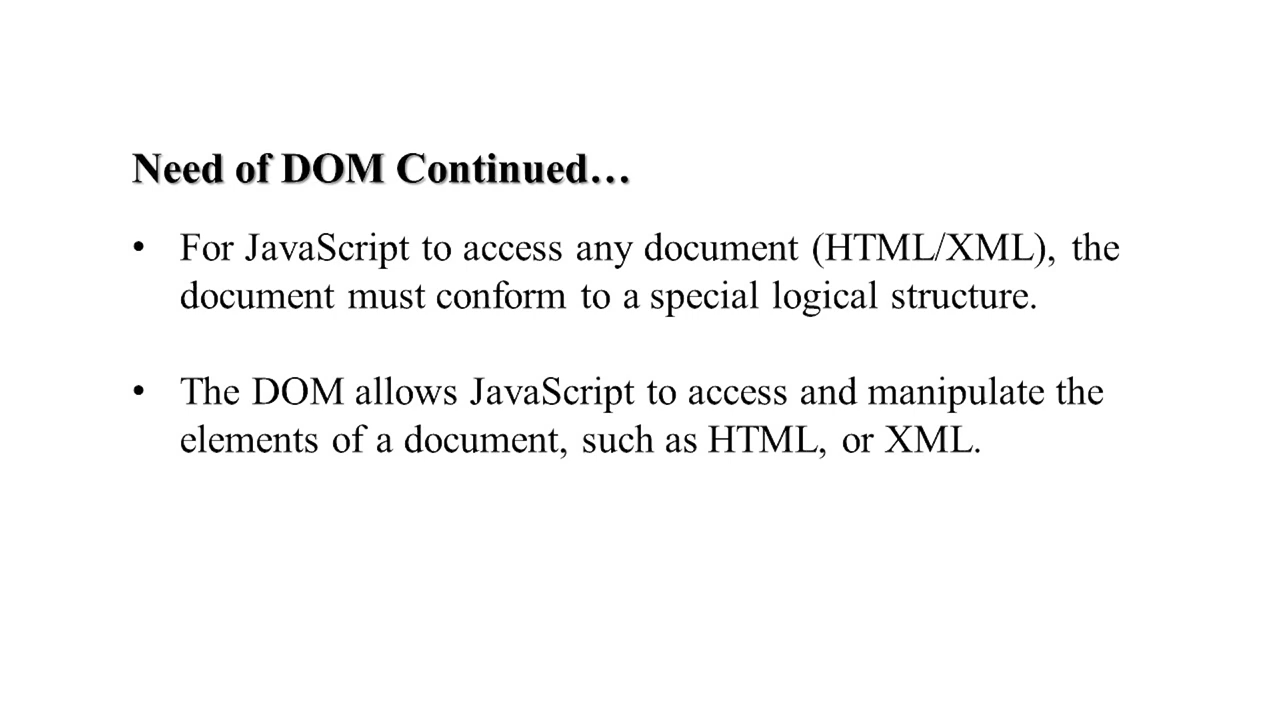 Need of DOM Continued…
• For JavaScript to access any document (HTML/XML), the
document must conform to a special logical structure.
• The DOM allows JavaScript to access and manipulate the
elements of a document, such as HTML, or XML.